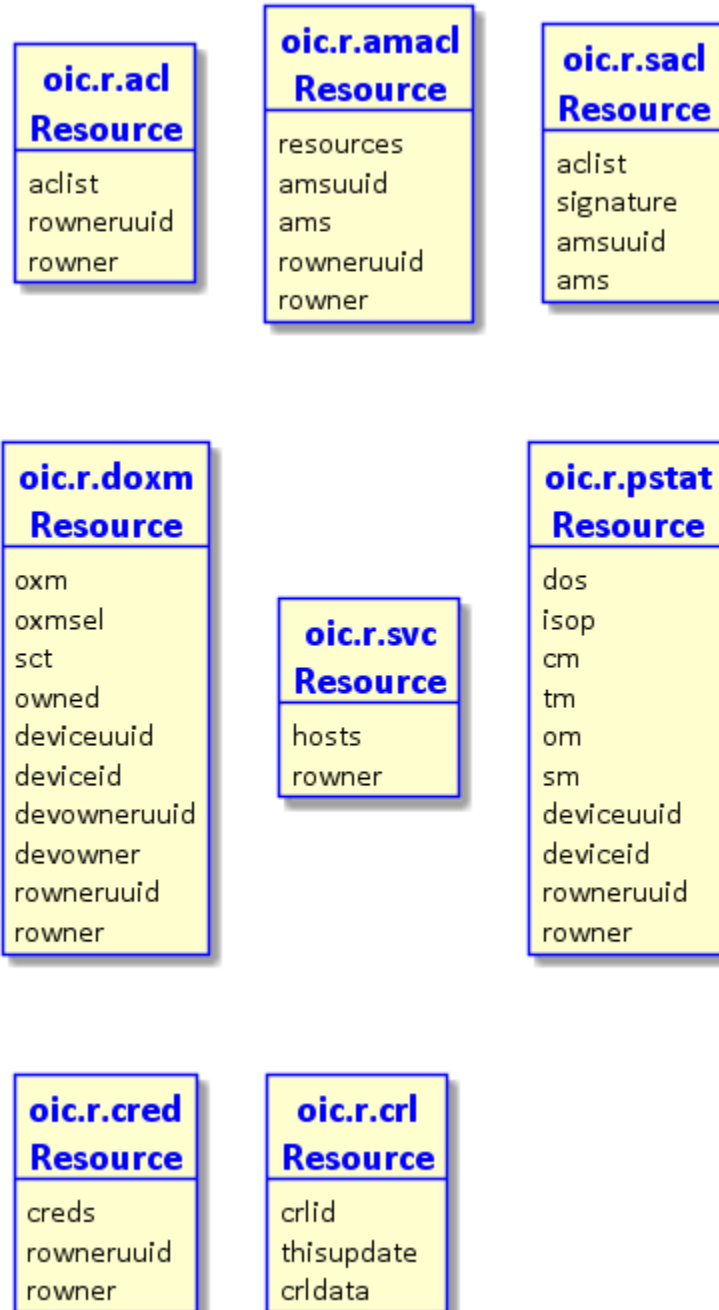 oic.r.acl
Resource
aclist
rowneruuid
rowner
oic.r.amacl
Resource
resources
amsuuid
ams
rowneruuid
rowner
oic.r.sacl
Resource
aclist
signature
amsuuid
ams
oic.r.doxm
Resource
oxm
oxmsel
sct
owned
deviceuuid
deviceid
devowneruuid
devowner
rowneruuid
rowner
oic.r.svc
Resource
hosts
rowner
oic.r.pstat
Resource
dos
isop
cm
tm
om
sm
deviceuuid
deviceid
rowneruuid
rowner
oic.r.cred
Resource
creds
rowneruuid
rowner
oic.r.crl
Resource
crlid
thisupdate
crldata